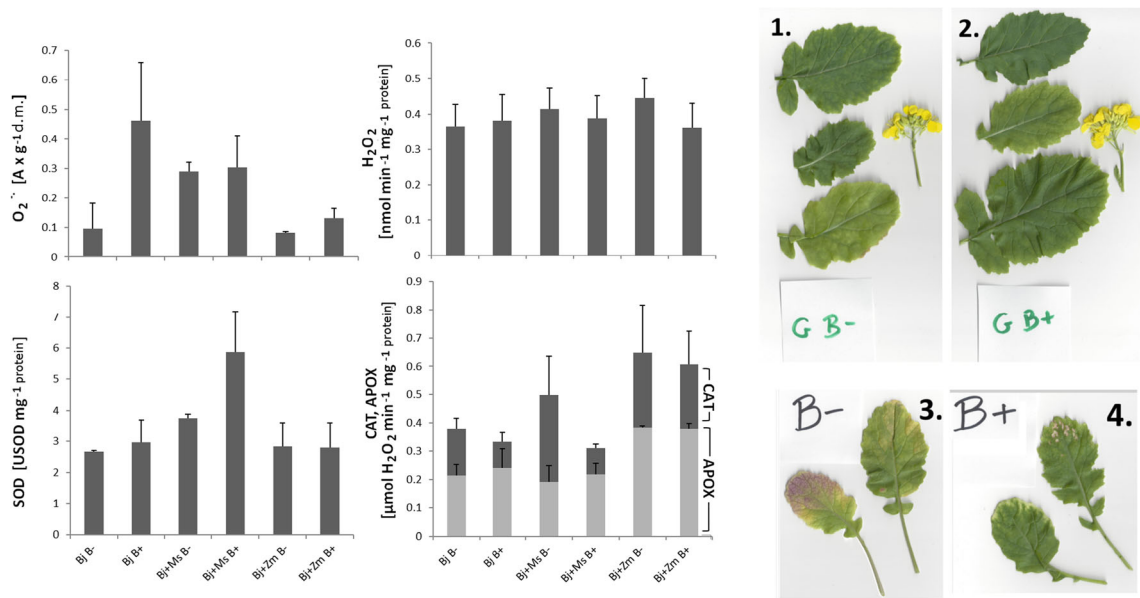 O2·- [A x g-1d.m.]
0.7
0.6
0.5
0.4
0.3
0.2
0.1
0
H2O2
[nmol min-1 mg-1 protein]
0.6
0.5
0.4
0.3
0.2
0.1
0
SOD [USOD mg-1 protein]
8
7
6
5
4
3
2
1
0
Bj B-
Bj B+
Bj+Ms B-
Bj+Ms B+
Bj+Zm B-
Bj+Zm B+
CAT, APOX
[µmol H2O2 min-1 mg-1 protein]
0.9
0.8
0.7
0.6
0.5
0.4
0.3
0.2
0.1
0
CAT
APOX
Bj B-
Bj B+
Bj+Ms B-
Bj+Ms B+
Bj+Zm B-
Bj+Zm B+
1.
G B-
2.
G B+
B-
3.
B+
4.